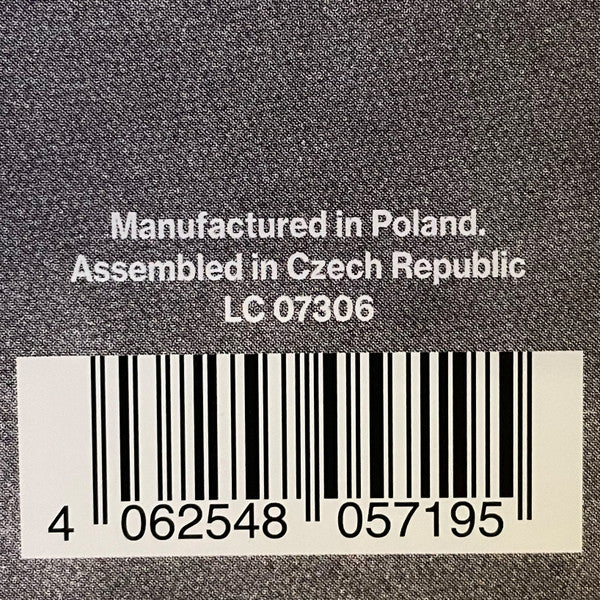 Manufactured in Poland.
Assembled in Czech Republic
LC 07306
4 062548 057195